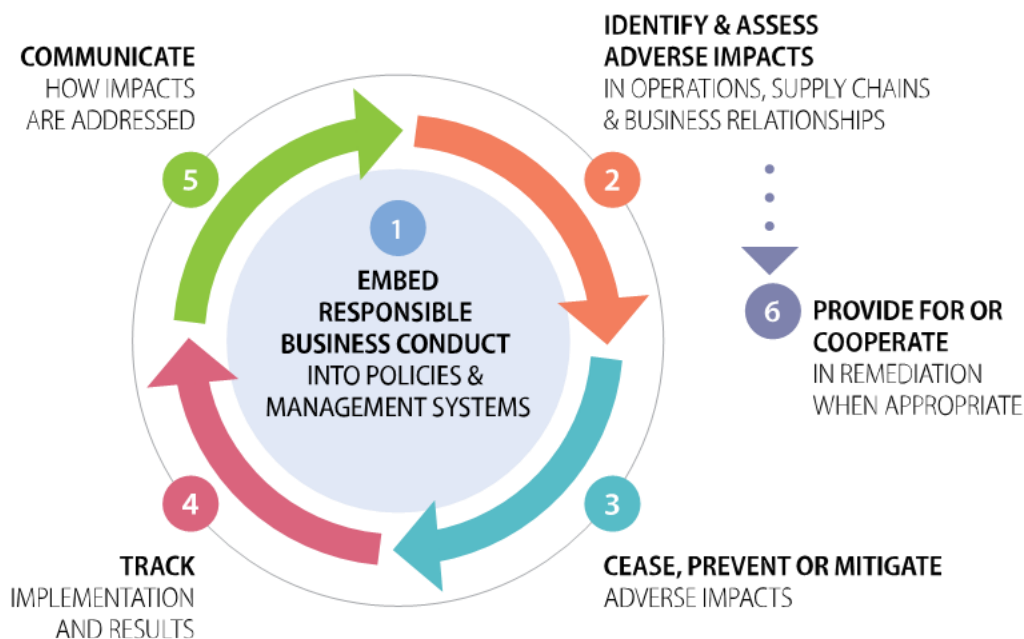 COMMUNICATE
HOW IMPACTS
ARE ADDRESSED
5
IDENTIFY & ASSESS
ADVERSE IMPACTS
IN OPERATIONS, SUPPLY CHAINS
& BUSINESS RELATIONSHIPS
2
1
EMBED
RESPONSIBLE
BUSINESS CONDUCT
INTO POLICIES &
MANAGEMENT SYSTEMS
6
PROVIDE FOR OR
COOPERATE
IN REMEDIATION
WHEN APPROPRIATE
4
TRACK
IMPLEMENTATION
AND RESULTS
3
CEASE, PREVENT OR MITIGATE
ADVERSE IMPACTS